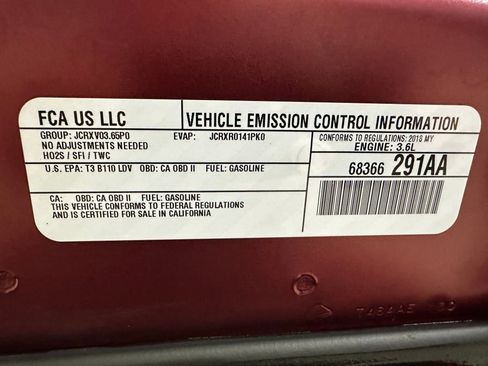 FCA US LLC
VEHICLE EMISSION CONTROL INFORMATION
GROUP: JCRXV03.65P0 EVAP: JCRXR0141PK0
CONFORMS TO REGULATIONS: 2018 MY
NO ADJUSTMENTS NEEDED
ENGINE: 3.6L
HO2S / SFI / TWC
U.S. EPA: T3 B110 LDV OBD: CA OBD II FUEL: GASOLINE
68366 291AA
CA: OBD: CA OBD II FUEL: GASOLINE
THIS VEHICLE CONFORMS TO FEDERAL REGULATIONS
AND IS CERTIFIED FOR SALE IN CALIFORNIA